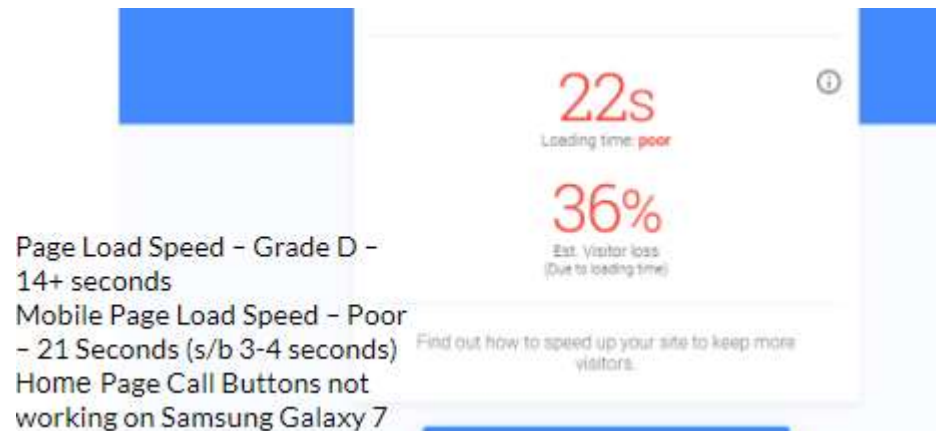 22s
Loading time: poor
36%
Est. Visitor loss
(Due to loading time)
Page Load Speed – Grade D –
14+ seconds
Mobile Page Load Speed – Poor
– 21 Seconds (s/b 3-4 seconds)
Home Page Call Buttons not
working on Samsung Galaxy 7
Find out how to speed up your site to keep more
visitors.